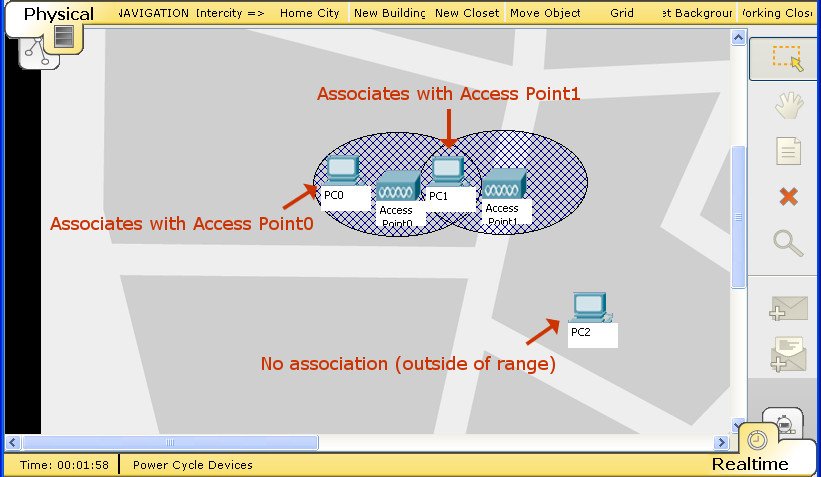 Physical
NAVIGATION
Intercity =>
Home City
New Building
New Closet
Move Object
Grid
et Backgrour
orking Close
Associates with Access Point1
PC0
Access
Point0
PC1
Access
Point1
Associates with Access Point0
PC2
No association (outside of range)
Time: 00:01:58
Power Cycle Devices
Realtime